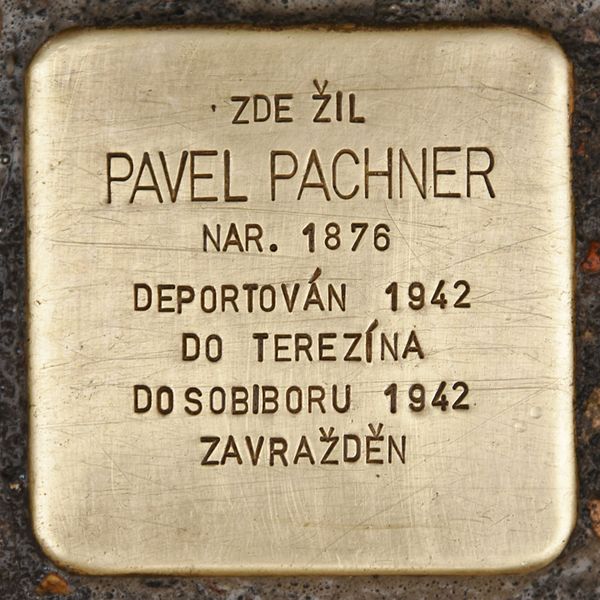 ZDE ŽIL
PAVEL PACHNER
NAR. 1876
DEPORTOVÁN 1942
DO TEREZÍNA
DO SOBIBORU 1942
ZAVRAŽDĚN